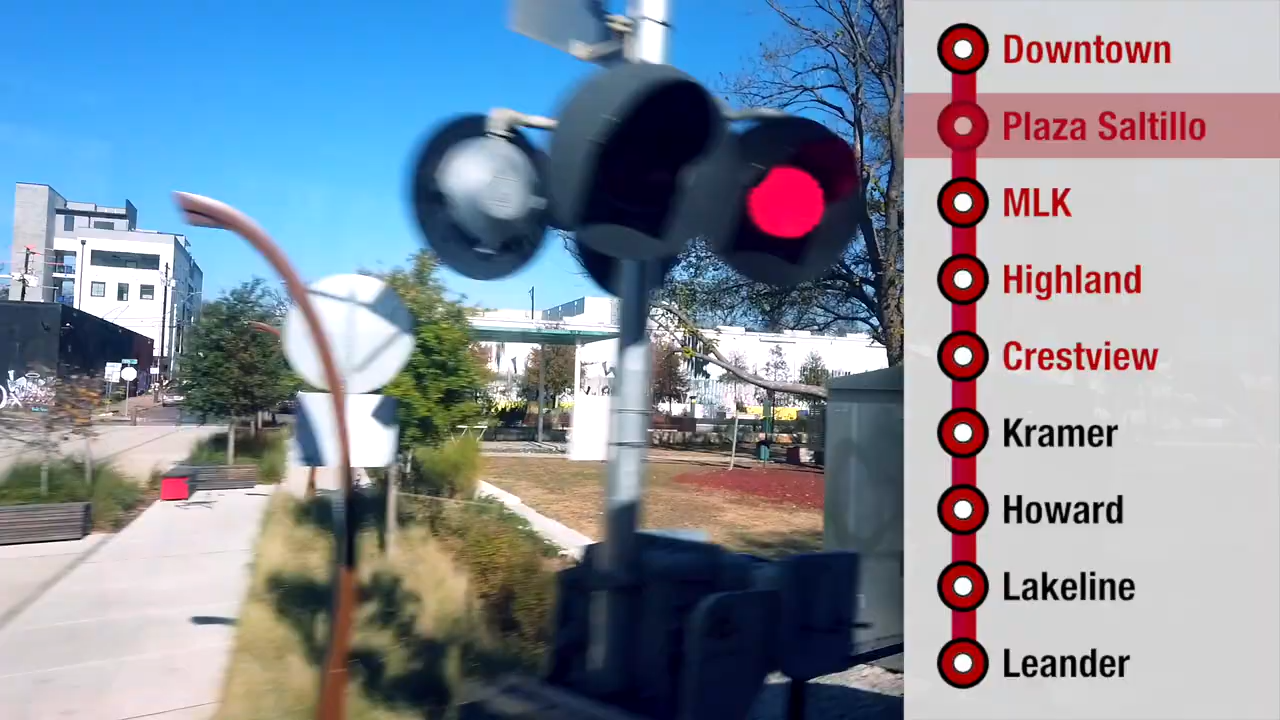 Downtown
Plaza Saltillo
MLK
Highland
Crestview
Kramer
Howard
Lakeline
Leander